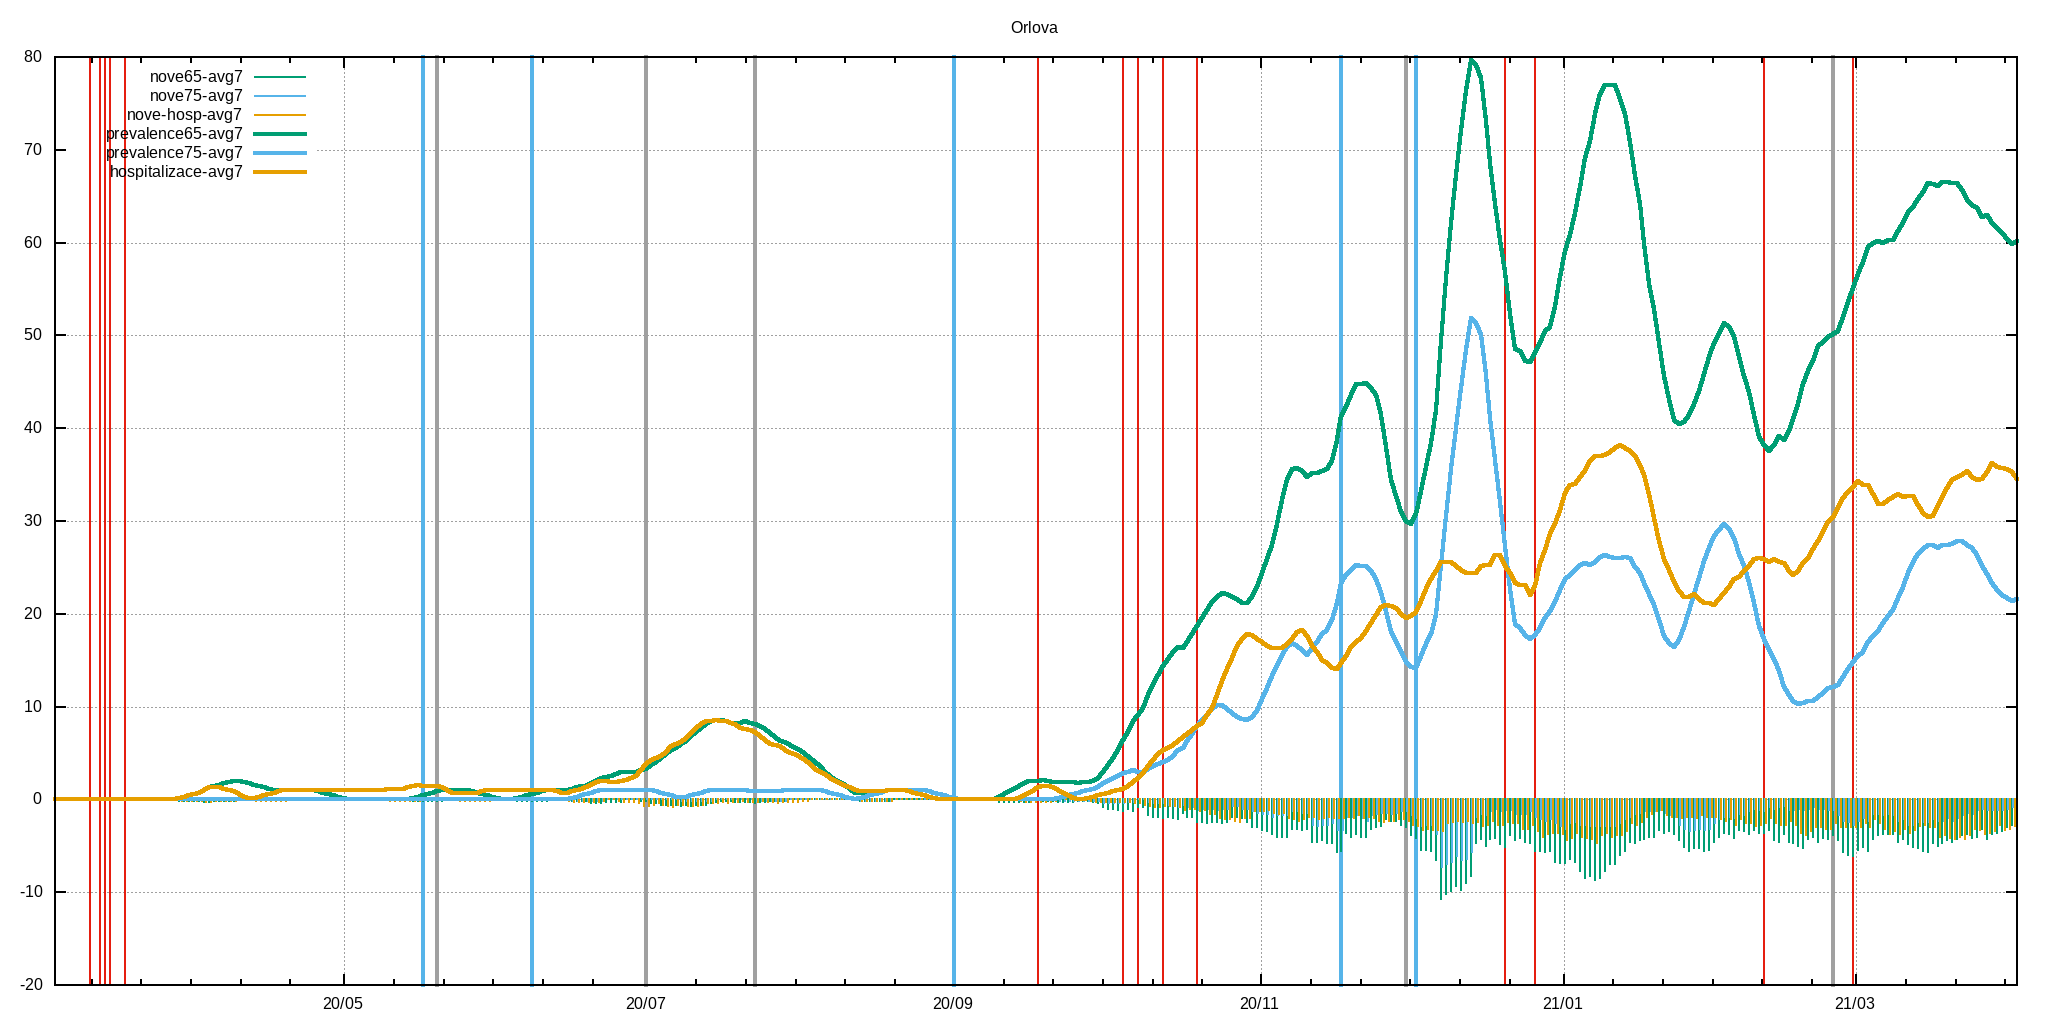 Orlova
nove65-avg7
nove75-avg7
nove-hosp-avg7
prevalence65-avg7
prevalence75-avg7
hospitalizace-avg7
80
70
60
50
40
30
20
10
0
-10
-20
20/05 20/07 20/09 20/11 21/01 21/03